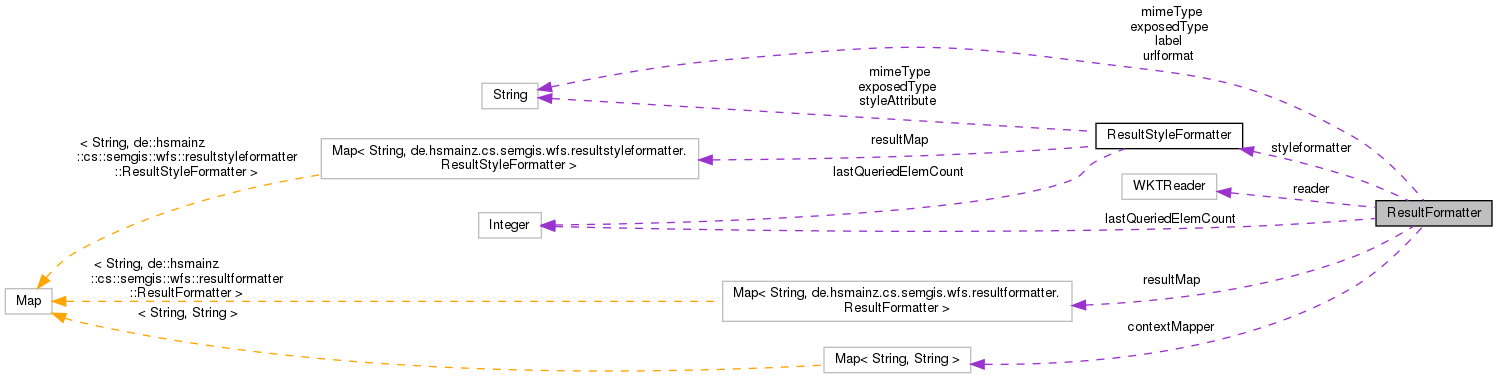 mimeType
exposedType
label
urlformat
mimeType
exposedType
styleAttribute
String
ResultStyleFormatter
< String, de::hsmainz
::cs::semgis::wfs::resultstyleformatter
::ResultStyleFormatter >
Map< String, de.hsmainz.cs.semgis.wfs.resultstyleformatter.
ResultStyleFormatter >
resultMap
styleformatter
lastQueriedElemCount
WKTReader
reader
ResultFormatter
Integer
lastQueriedElemCount
< String, de::hsmainz
::cs::semgis::wfs::resultformatter
::ResultFormatter >
Map
Map< String, de.hsmainz.cs.semgis.wfs.resultformatter.
ResultFormatter >
resultMap
< String, String >
contextMapper
Map< String, String >